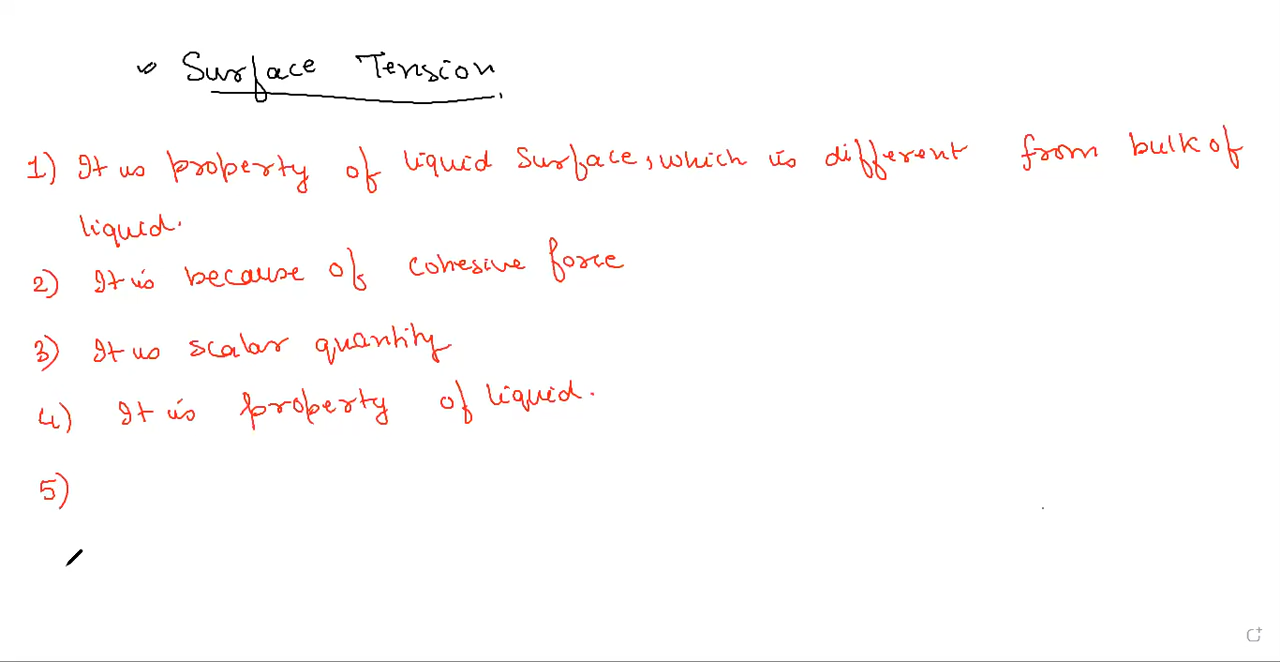 Surface Tension
1) It is property of liquid surface, which is different from bulk of
liquid.
2) It is because of cohesive force
3) It is scalar quantity
4) It is property of liquid.
5)